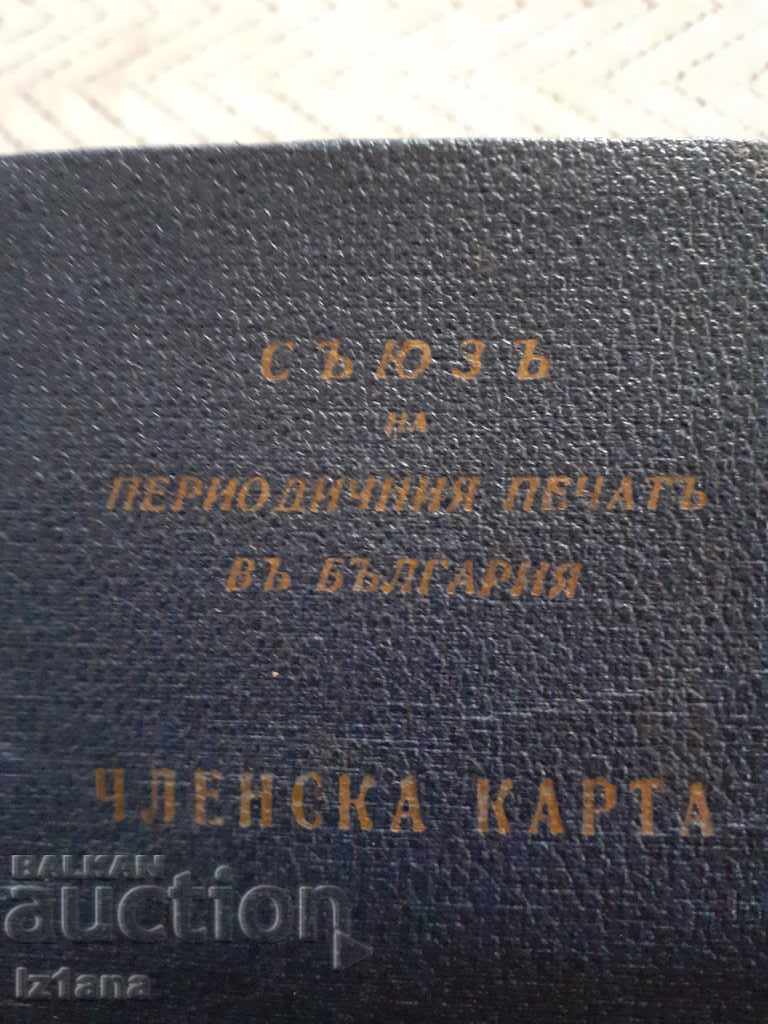 СЪЮЗЪ
НА
ПЕРИОДИЧНИЯ ПЕЧАТЪ
ВЪ БЪЛГАРИЯ
ЧЛЕНСКА КАРТА
BALKAN
auction
Iz1ana